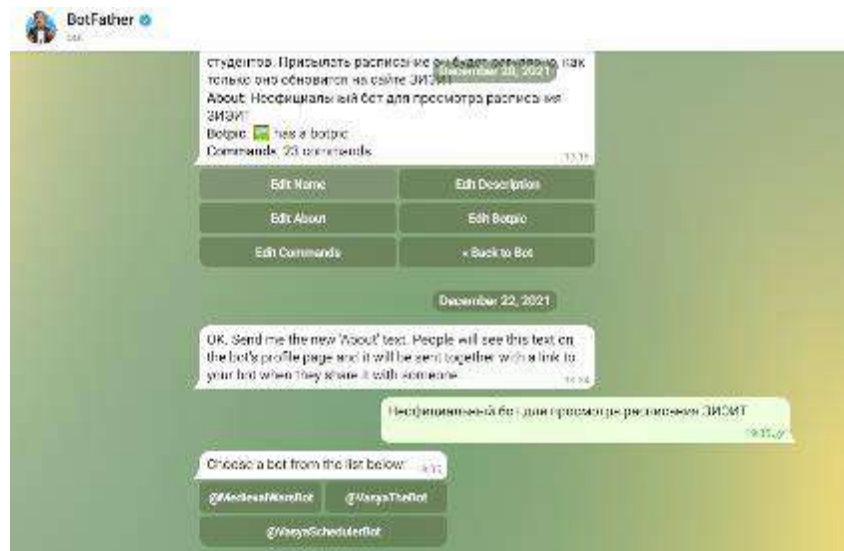 BotFather
bot
студентов. Присылать расписание он будет регулярно, как
только оно обновится на сайте ЗИЭИТ
December 20, 2021
About: Неофициальный бот для просмотра расписания
ЗИЭИТ
Botpic: has a botpic
Commands: 23 commands
Edit Name
Edit Description
Edit About
Edit Botpic
Edit Commands
« Back to Bot
December 22, 2021
OK. Send me the new 'About' text. People will see this text on
the bot's profile page and it will be sent together with a link to
your bot when they share it with someone.
Неофициальный бот для просмотра расписания ЗИЭИТ
Choose a bot from the list below:
@MedievalWarsBot
@VasyaTheBot
@VasyaSchedulerBot